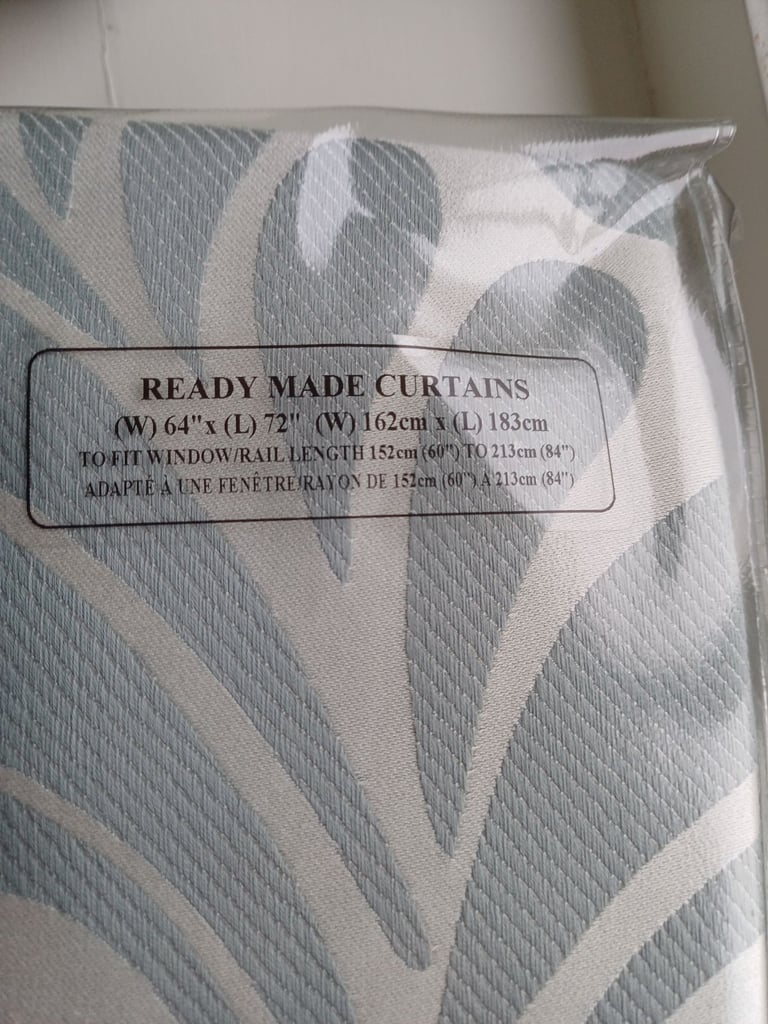 READY MADE CURTAINS
(W) 64" x (L) 72" (W) 162cm x (L) 183cm
TO FIT WINDOW/RAIL LENGTH 152cm (60") TO 213cm (84")
ADAPTÉ À UNE FENÊTRE/RAYON DE 152cm (60") À 213cm (84")